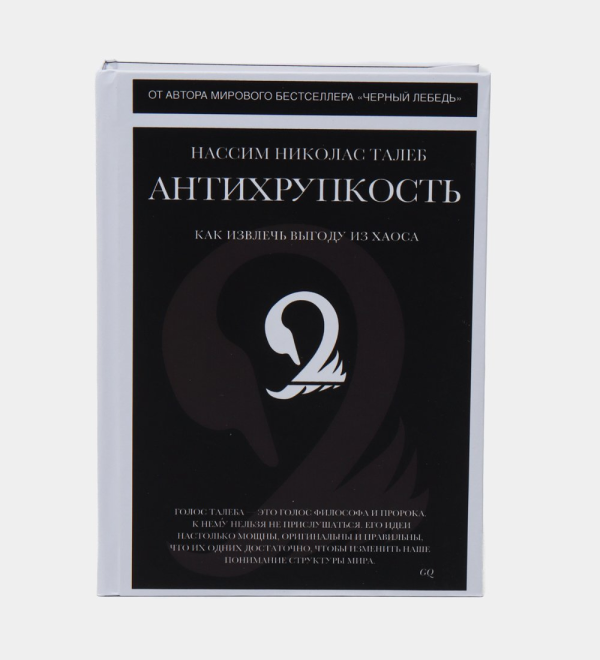 ОТ АВТОРА МИРОВОГО БЕСТСЕЛЛЕРА «ЧЕРНЫЙ ЛЕБЕДЬ»
НАССИМ НИКОЛАС ТАЛЕБ
АНТИХРУПКОСТЬ
КАК ИЗВЛЕЧЬ ВЫГОДУ ИЗ ХАОСА
ГОЛОС ТАЛЕБА — ЭТО ГОЛОС ФИЛОСОФА И ПРОРОКА.
К НЕМУ НЕЛЬЗЯ НЕ ПРИСЛУШАТЬСЯ. ЕГО ИДЕИ
НАСТОЛЬКО МОЩНЫ, ОРИГИНАЛЬНЫ И ПРАВИЛЬНЫ,
ЧТО ИХ ОДНИХ ДОСТАТОЧНО, ЧТОБЫ ИЗМЕНИТЬ НАШЕ
ПОНИМАНИЕ СТРУКТУРЫ МИРА.
GQ